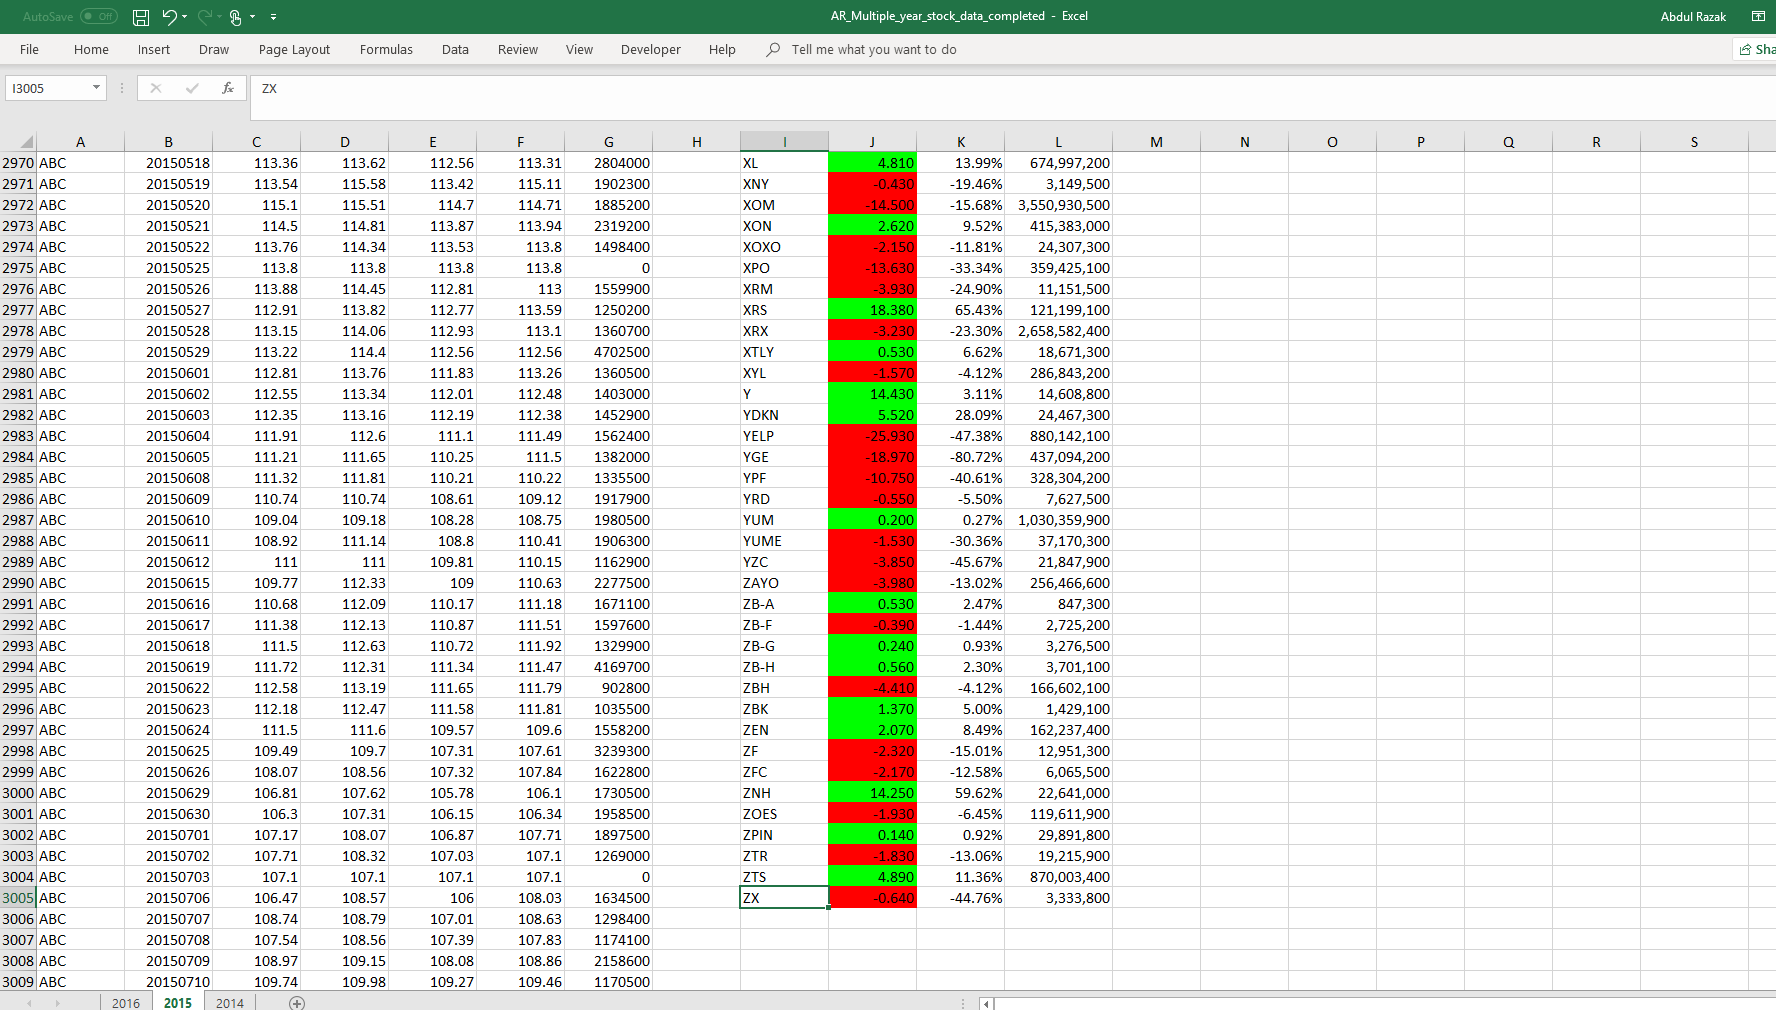 AutoSave Off AR_Multiple_year_stock_data_completed - Excel Abdul Razak
File Home Insert Draw Page Layout Formulas Data Review View Developer Help Tell me what you want to do Sha
I3005 fx ZX
A B C D E F G H I J K L M N O P Q R S
2970 ABC 20150518 113.36 113.62 112.56 113.31 2804000 XL 4.810 13.99% 674,997,200
2971 ABC 20150519 113.54 115.58 113.42 115.11 1902300 XNY -0.430 -19.46% 3,149,500
2972 ABC 20150520 115.1 115.51 114.7 114.71 1885200 XOM -14.500 -15.68% 3,550,930,500
2973 ABC 20150521 114.5 114.81 113.87 113.94 2319200 XON 2.620 9.52% 415,383,000
2974 ABC 20150522 113.76 114.34 113.53 113.8 1498400 XOXO -2.150 -11.81% 24,307,300
2975 ABC 20150525 113.8 113.8 113.8 113.8 0 XPO -13.630 -33.34% 359,425,100
2976 ABC 20150526 113.88 114.45 112.81 113 1559900 XRM -3.930 -24.90% 11,151,500
2977 ABC 20150527 112.91 113.82 112.77 113.59 1250200 XRS 18.380 65.43% 121,199,100
2978 ABC 20150528 113.15 114.06 112.93 113.1 1360700 XRX -3.230 -23.30% 2,658,582,400
2979 ABC 20150529 113.22 114.4 112.56 112.56 4702500 XTLY 0.530 6.62% 18,671,300
2980 ABC 20150601 112.81 113.76 111.83 113.26 1360500 XYL -1.570 -4.12% 286,843,200
2981 ABC 20150602 112.55 113.34 112.01 112.48 1403000 Y 14.430 3.11% 14,608,800
2982 ABC 20150603 112.35 113.16 112.19 112.38 1452900 YDKN 5.520 28.09% 24,467,300
2983 ABC 20150604 111.91 112.6 111.1 111.49 1562400 YELP -25.930 -47.38% 880,142,100
2984 ABC 20150605 111.21 111.65 110.25 111.5 1382000 YGE -18.970 -80.72% 437,094,200
2985 ABC 20150608 111.32 111.81 110.21 110.22 1335500 YPF -10.750 -40.61% 328,304,200
2986 ABC 20150609 110.74 110.74 108.61 109.12 1917900 YRD -0.550 -5.50% 7,627,500
2987 ABC 20150610 109.04 109.18 108.28 108.75 1980500 YUM 0.200 0.27% 1,030,359,900
2988 ABC 20150611 108.92 111.14 108.8 110.41 1906300 YUME -1.530 -30.36% 37,170,300
2989 ABC 20150612 111 111 109.81 110.15 1162900 YZC -3.850 -45.67% 21,847,900
2990 ABC 20150615 109.77 112.33 109 110.63 2277500 ZAYO -3.980 -13.02% 256,466,600
2991 ABC 20150616 110.68 112.09 110.17 111.18 1671100 ZB-A 0.530 2.47% 847,300
2992 ABC 20150617 111.38 112.13 110.87 111.51 1597600 ZB-F -0.390 -1.44% 2,725,200
2993 ABC 20150618 111.5 112.63 110.72 111.92 1329900 ZB-G 0.240 0.93% 3,276,500
2994 ABC 20150619 111.72 112.31 111.34 111.47 4169700 ZB-H 0.560 2.30% 3,701,100
2995 ABC 20150622 112.58 113.19 111.65 111.79 902800 ZBH -4.410 -4.12% 166,602,100
2996 ABC 20150623 112.18 112.47 111.58 111.81 1035500 ZBK 1.370 5.00% 1,429,100
2997 ABC 20150624 111.5 111.6 109.57 109.6 1558200 ZEN 2.070 8.49% 162,237,400
2998 ABC 20150625 109.49 109.7 107.31 107.61 3239300 ZF -2.320 -15.01% 12,951,300
2999 ABC 20150626 108.07 108.56 107.32 107.84 1622800 ZFC -2.170 -12.58% 6,065,500
3000 ABC 20150629 106.81 107.62 105.78 106.1 1730500 ZNH 14.250 59.62% 22,641,000
3001 ABC 20150630 106.3 107.31 106.15 106.34 1958500 ZOES -1.930 -6.45% 119,611,900
3002 ABC 20150701 107.17 108.07 106.87 107.71 1897500 ZPIN 0.140 0.92% 29,891,800
3003 ABC 20150702 107.71 108.32 107.03 107.1 1269000 ZTR -1.830 -13.06% 19,215,900
3004 ABC 20150703 107.1 107.1 107.1 107.1 0 ZTS 4.890 11.36% 870,003,400
3005 ABC 20150706 106.47 108.57 106 108.03 1634500 ZX -0.640 -44.76% 3,333,800
3006 ABC 20150707 108.74 108.79 107.01 108.63 1298400
3007 ABC 20150708 107.54 108.56 107.39 107.83 1174100
3008 ABC 20150709 108.97 109.15 108.08 108.86 2158600
3009 ABC 20150710 109.74 109.98 109.27 109.46 1170500
2016 2015 2014